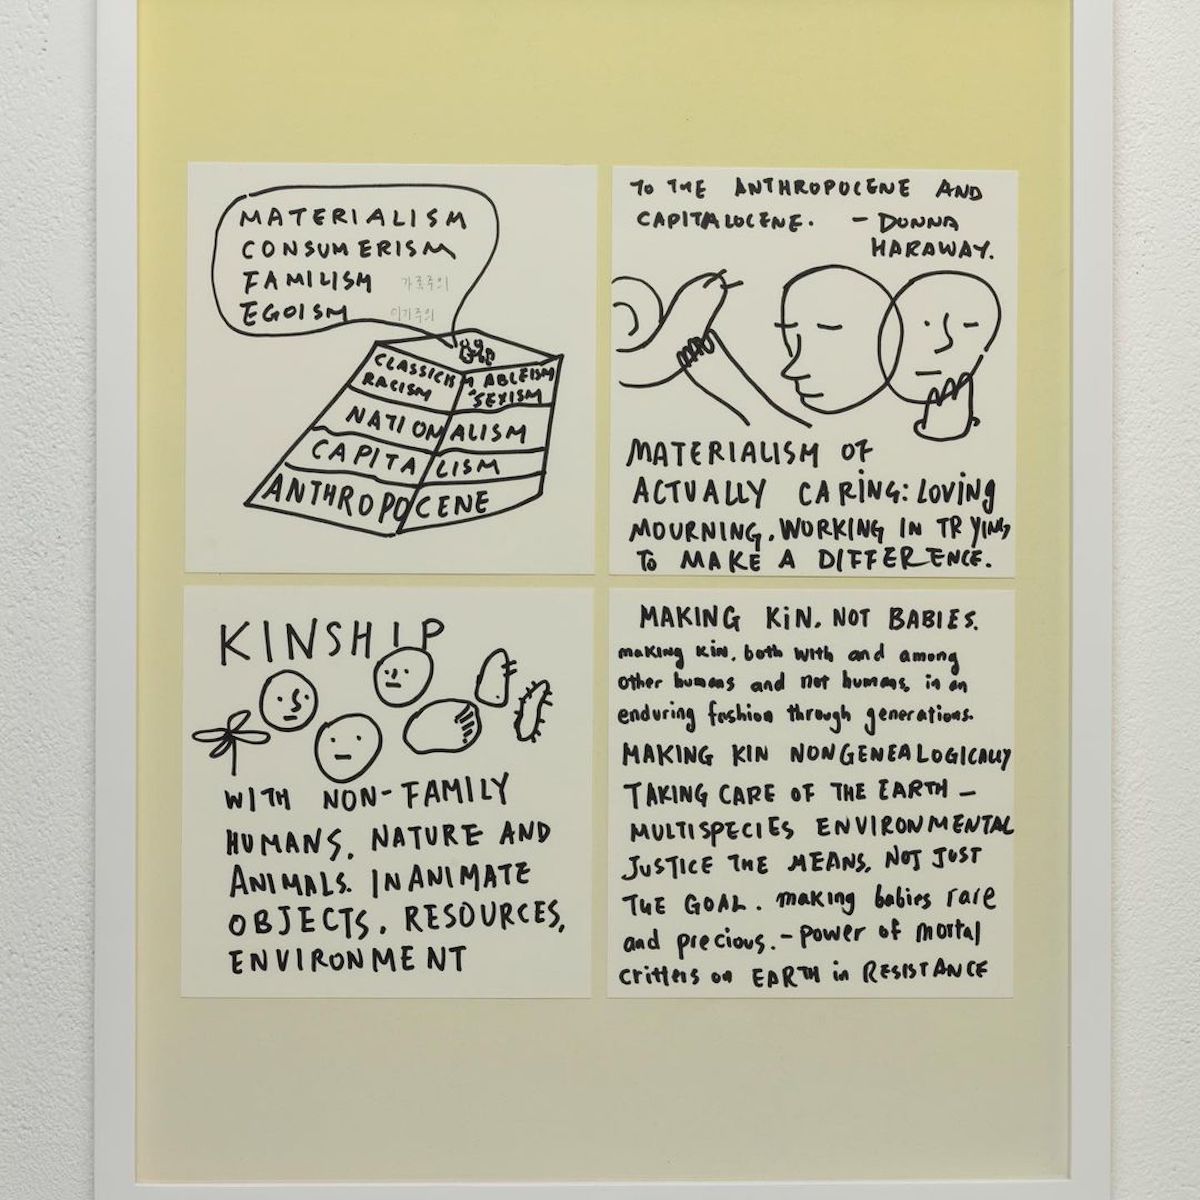 MATERIALISM
CONSUMERISM
FAMILISM 가족주의
EGOISM 이기주의
CLASSICISM ABLEISM
RACISM SEXISM
NATIONALISM
CAPITALISM
ANTHROPOCENE
TO THE ANTHROPOCENE AND
CAPITALOCENE. – DONNA
HARAWAY.
MATERIALISM OF
ACTUALLY CARING: LOVING
MOURNING. WORKING IN TRYING
TO MAKE A DIFFERENCE.
KINSHIP
WITH NON-FAMILY
HUMANS, NATURE AND
ANIMALS. INANIMATE
OBJECTS, RESOURCES,
ENVIRONMENT
MAKING KIN, NOT BABIES.
making kin, both with and among
other humans and not humans, in an
enduring fashion through generations.
MAKING KIN NONGENEALOGICALLY
TAKING CARE OF THE EARTH –
MULTISPECIES ENVIRONMENTAL
JUSTICE THE MEANS, NOT JUST
THE GOAL. making babies rare
and precious. – power of mortal
critters on EARTH in RESISTANCE